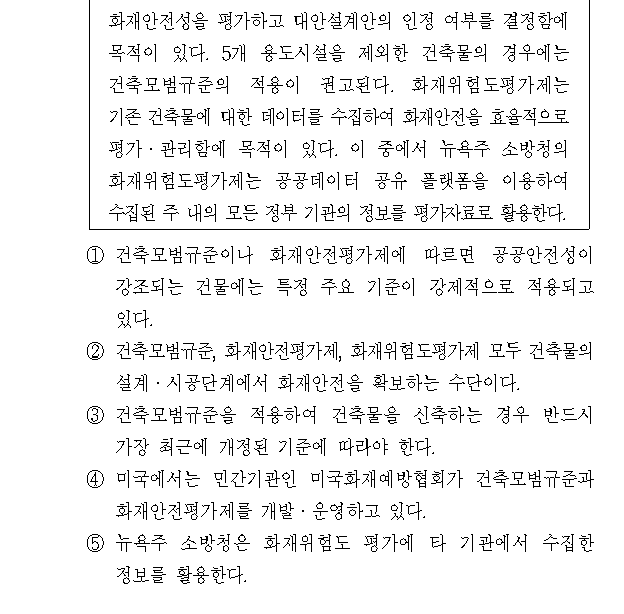 화재안전성을 평가하고 대안설계안의 인정 여부를 결정함에
목적이 있다. 5개 용도시설을 제외한 건축물의 경우에는
건축모범규준의 적용이 권고된다. 화재위험도평가제는
기존 건축물에 대한 데이터를 수집하여 화재안전을 효율적으로
평가·관리함에 목적이 있다. 이 중에서 뉴욕주 소방청의
화재위험도평가제는 공공데이터 공유 플랫폼을 이용하여
수집된 주 내의 모든 정부 기관의 정보를 평가자료로 활용한다.
① 건축모범규준이나 화재안전평가제에 따르면 공공안전성이
강조되는 건물에는 특정 주요 기준이 강제적으로 적용되고
있다.
② 건축모범규준, 화재안전평가제, 화재위험도평가제 모두 건축물의
설계·시공단계에서 화재안전을 확보하는 수단이다.
③ 건축모범규준을 적용하여 건축물을 신축하는 경우 반드시
가장 최근에 개정된 기준에 따라야 한다.
④ 미국에서는 민간기관인 미국화재예방협회가 건축모범규준과
화재안전평가제를 개발·운영하고 있다.
⑤ 뉴욕주 소방청은 화재위험도 평가에 타 기관에서 수집한
정보를 활용한다.